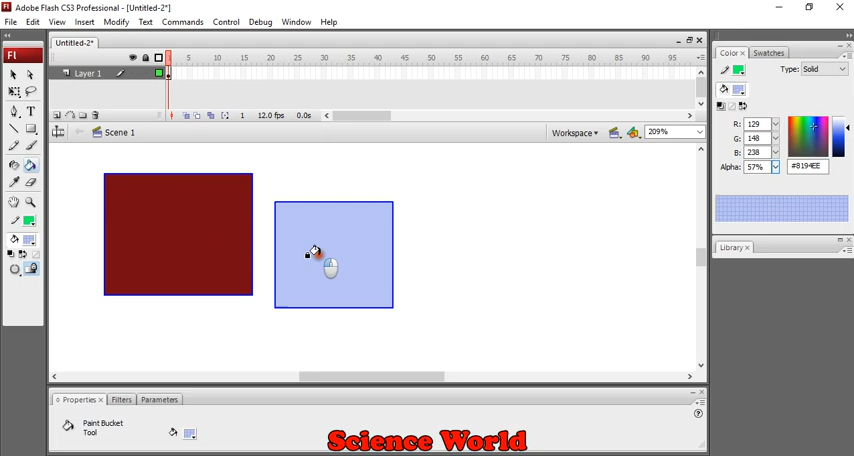 Adobe Flash CS3 Professional - [Untitled-2*]
File Edit View Insert Modify Text Commands Control Debug Window Help
Fl
Untitled-2*
5 10 15 20 25 30 35 40 45 50 55 60 65 70 75 80 85 90 95
Layer 1
1 12.0 fps 0.0s
Scene 1
Workspace
209%
Color Swatches
Type: Solid
R: 129
G: 148
B: 238
Alpha: 57% #8194EE
Library
Properties Filters Parameters
Paint Bucket
Tool
Science World